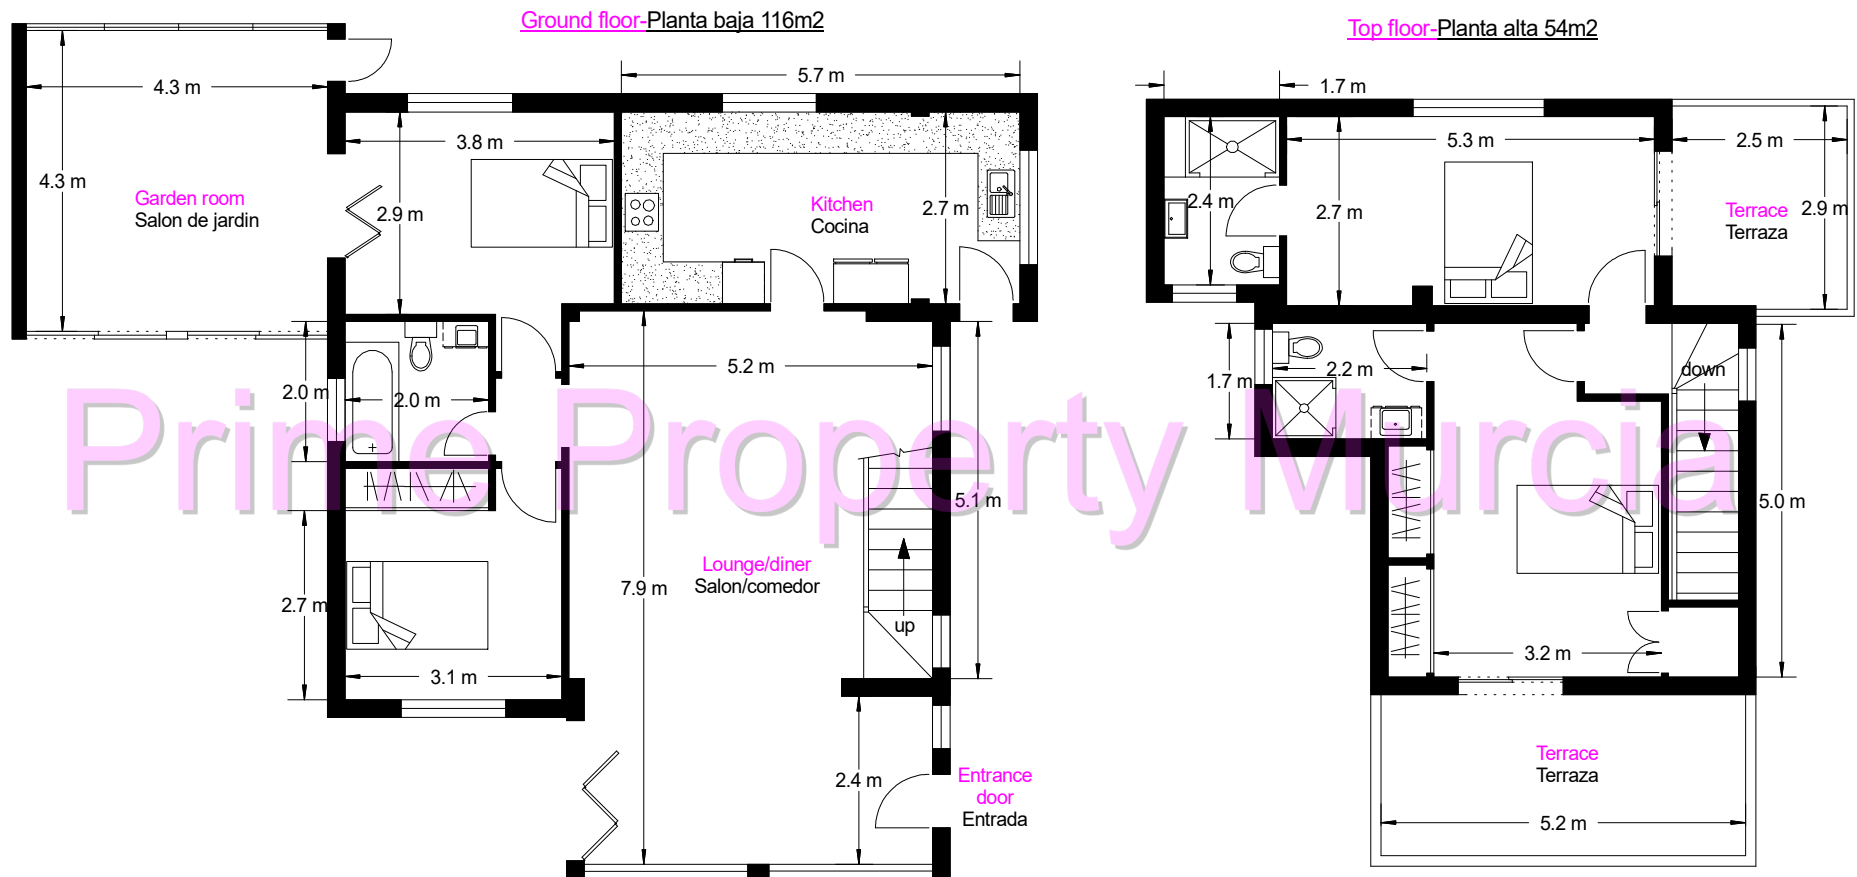 Ground floor-Planta baja 116m2
Top floor-Planta alta 54m2
4.3 m
4.3 m
Garden room
Salon de jardin
5.7 m
3.8 m
2.9 m
Kitchen
Cocina
2.7 m
2.0 m
2.0 m
5.2 m
5.1 m
Lounge/diner
Salon/comedor
7.9 m
up
2.7 m
3.1 m
2.4 m
Entrance
door
Entrada
1.7 m
5.3 m
2.5 m
2.4 m
2.7 m
Terrace
Terraza
2.9 m
1.7 m
2.2 m
down
5.0 m
3.2 m
Terrace
Terraza
5.2 m
Prime Property Murcia